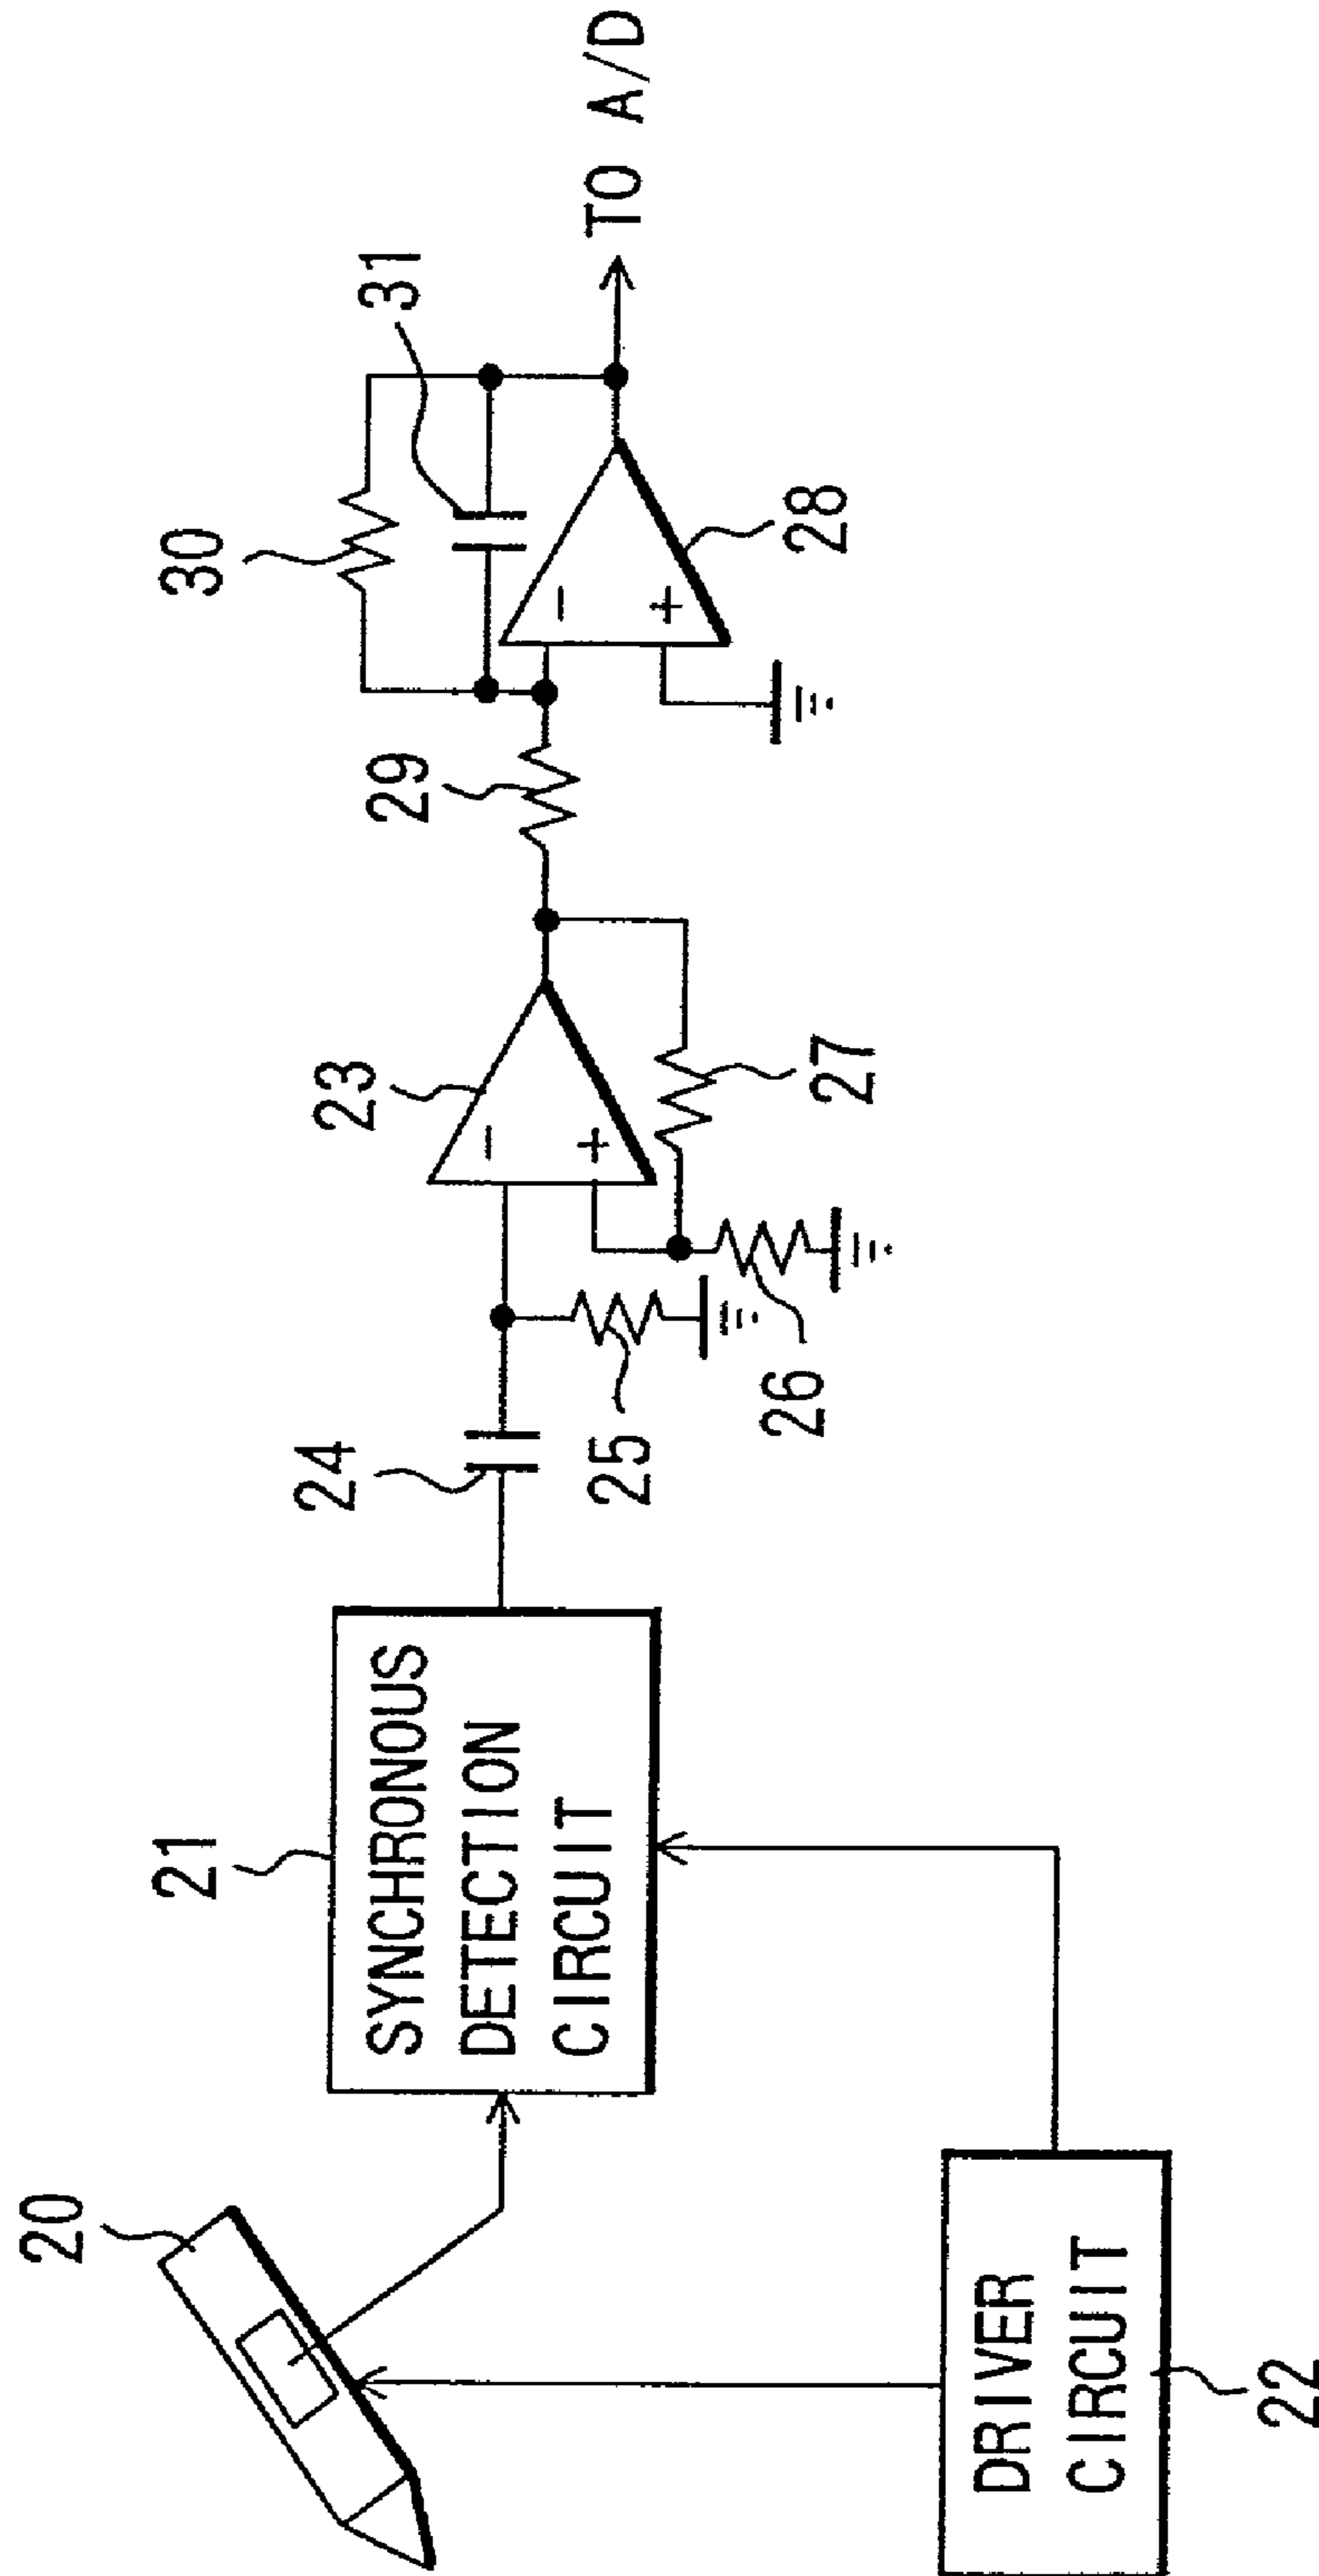 20
21
SYNCHRONOUS
DETECTION
CIRCUIT
DRIVER
CIRCUIT
22
24
25
26
23
−
+
27
29
30
31
−
+
28
TO A/D